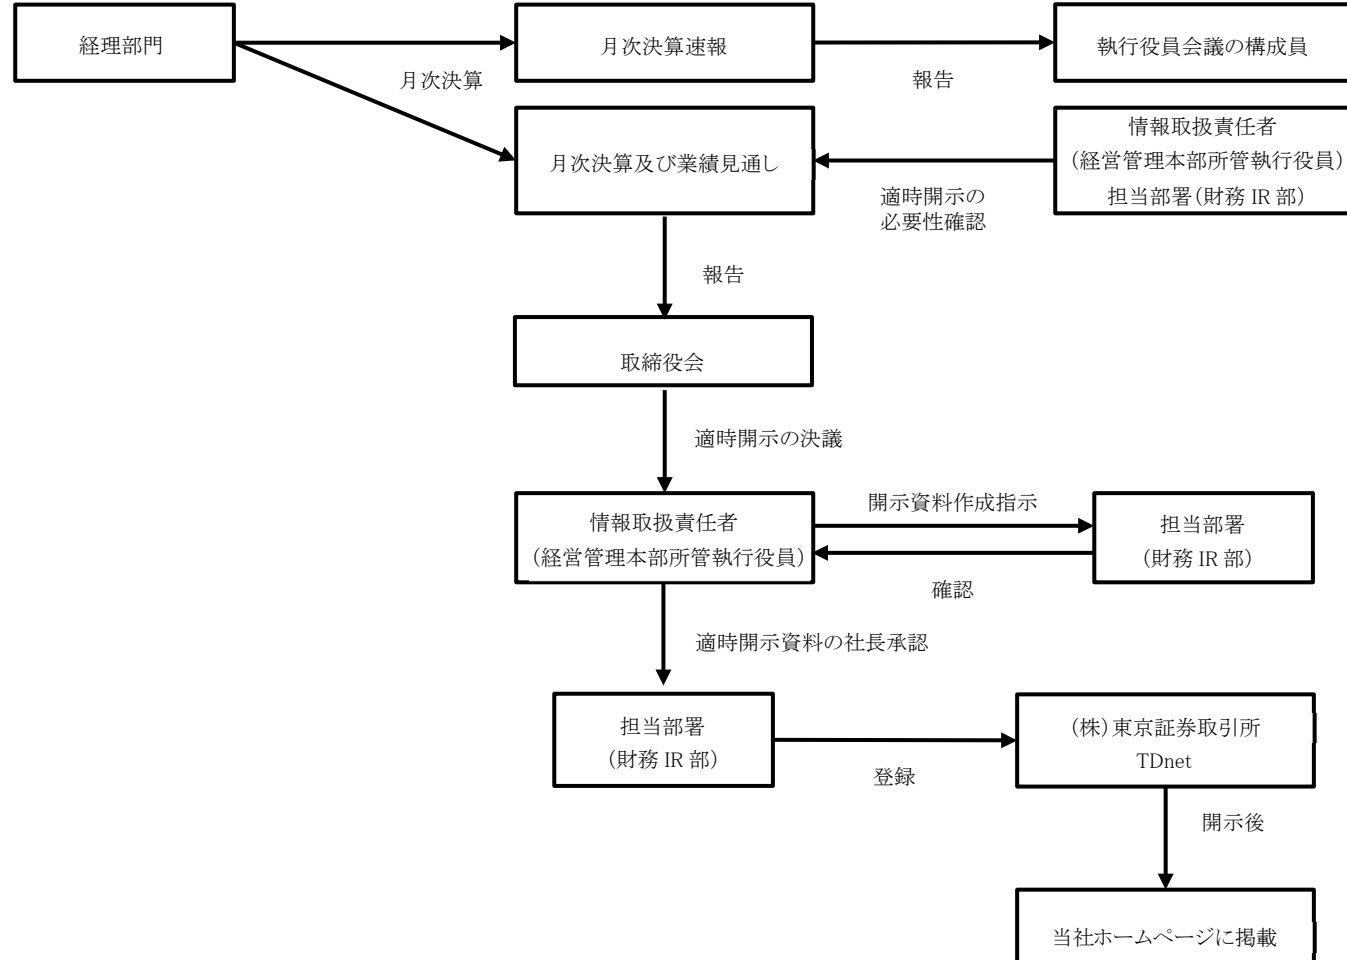 経理部門
月次決算速報
執行役員会議の構成員
月次決算
報告
月次決算及び業績見通し
情報取扱責任者
(経営管理本部所管執行役員)
担当部署(財務 IR 部)
適時開示の
必要性確認
報告
取締役会
適時開示の決議
情報取扱責任者
(経営管理本部所管執行役員)
開示資料作成指示
確認
担当部署
(財務 IR 部)
適時開示資料の社長承認
担当部署
(財務 IR 部)
登録
(株)東京証券取引所
TDnet
開示後
当社ホームページに掲載